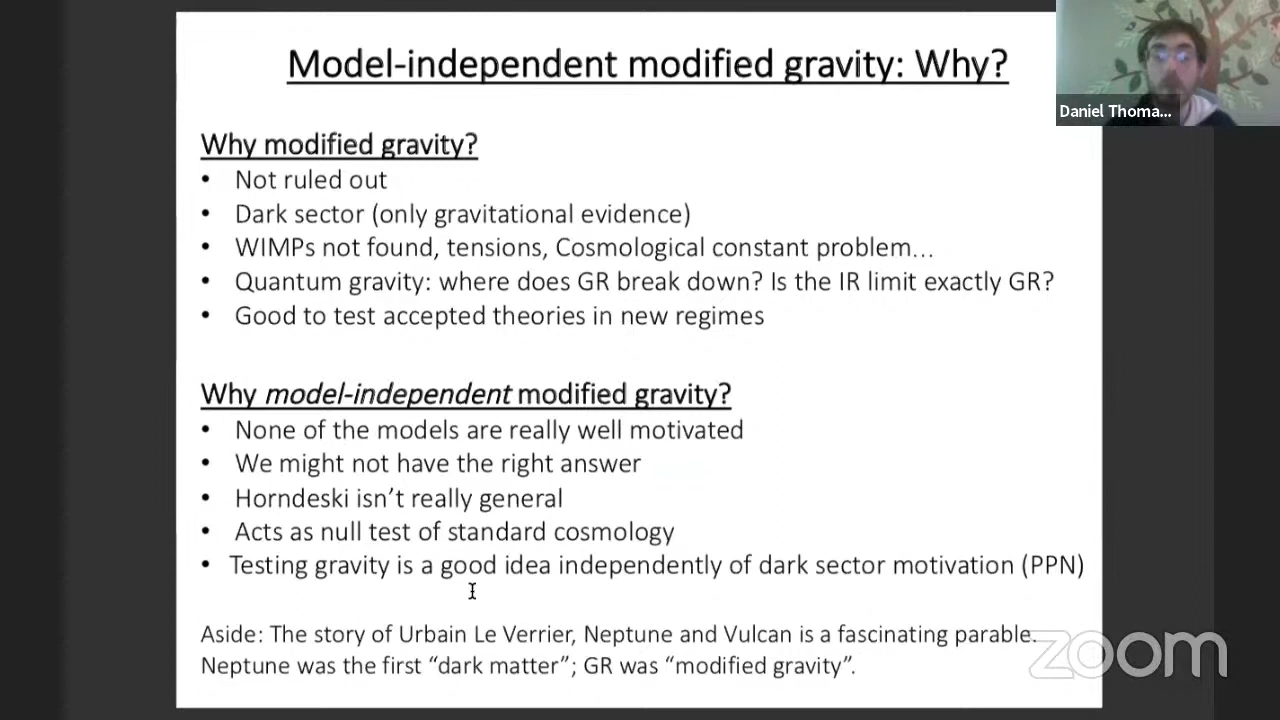 Model-independent modified gravity: Why?
Daniel Thoma...
Why modified gravity?
• Not ruled out
• Dark sector (only gravitational evidence)
• WIMPs not found, tensions, Cosmological constant problem…
• Quantum gravity: where does GR break down? Is the IR limit exactly GR?
• Good to test accepted theories in new regimes
Why model-independent modified gravity?
• None of the models are really well motivated
• We might not have the right answer
• Horndeski isn't really general
• Acts as null test of standard cosmology
• Testing gravity is a good idea independently of dark sector motivation (PPN)
Aside: The story of Urbain Le Verrier, Neptune and Vulcan is a fascinating parable.
Neptune was the first “dark matter”; GR was “modified gravity”.
zoom